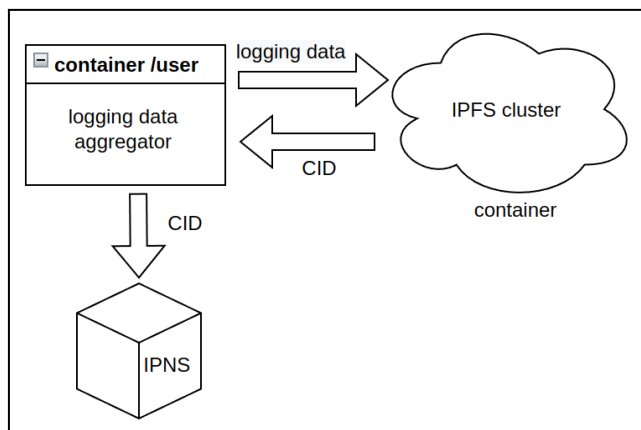 container /user
logging data
aggregator
logging data
IPFS cluster
CID
container
CID
IPNS